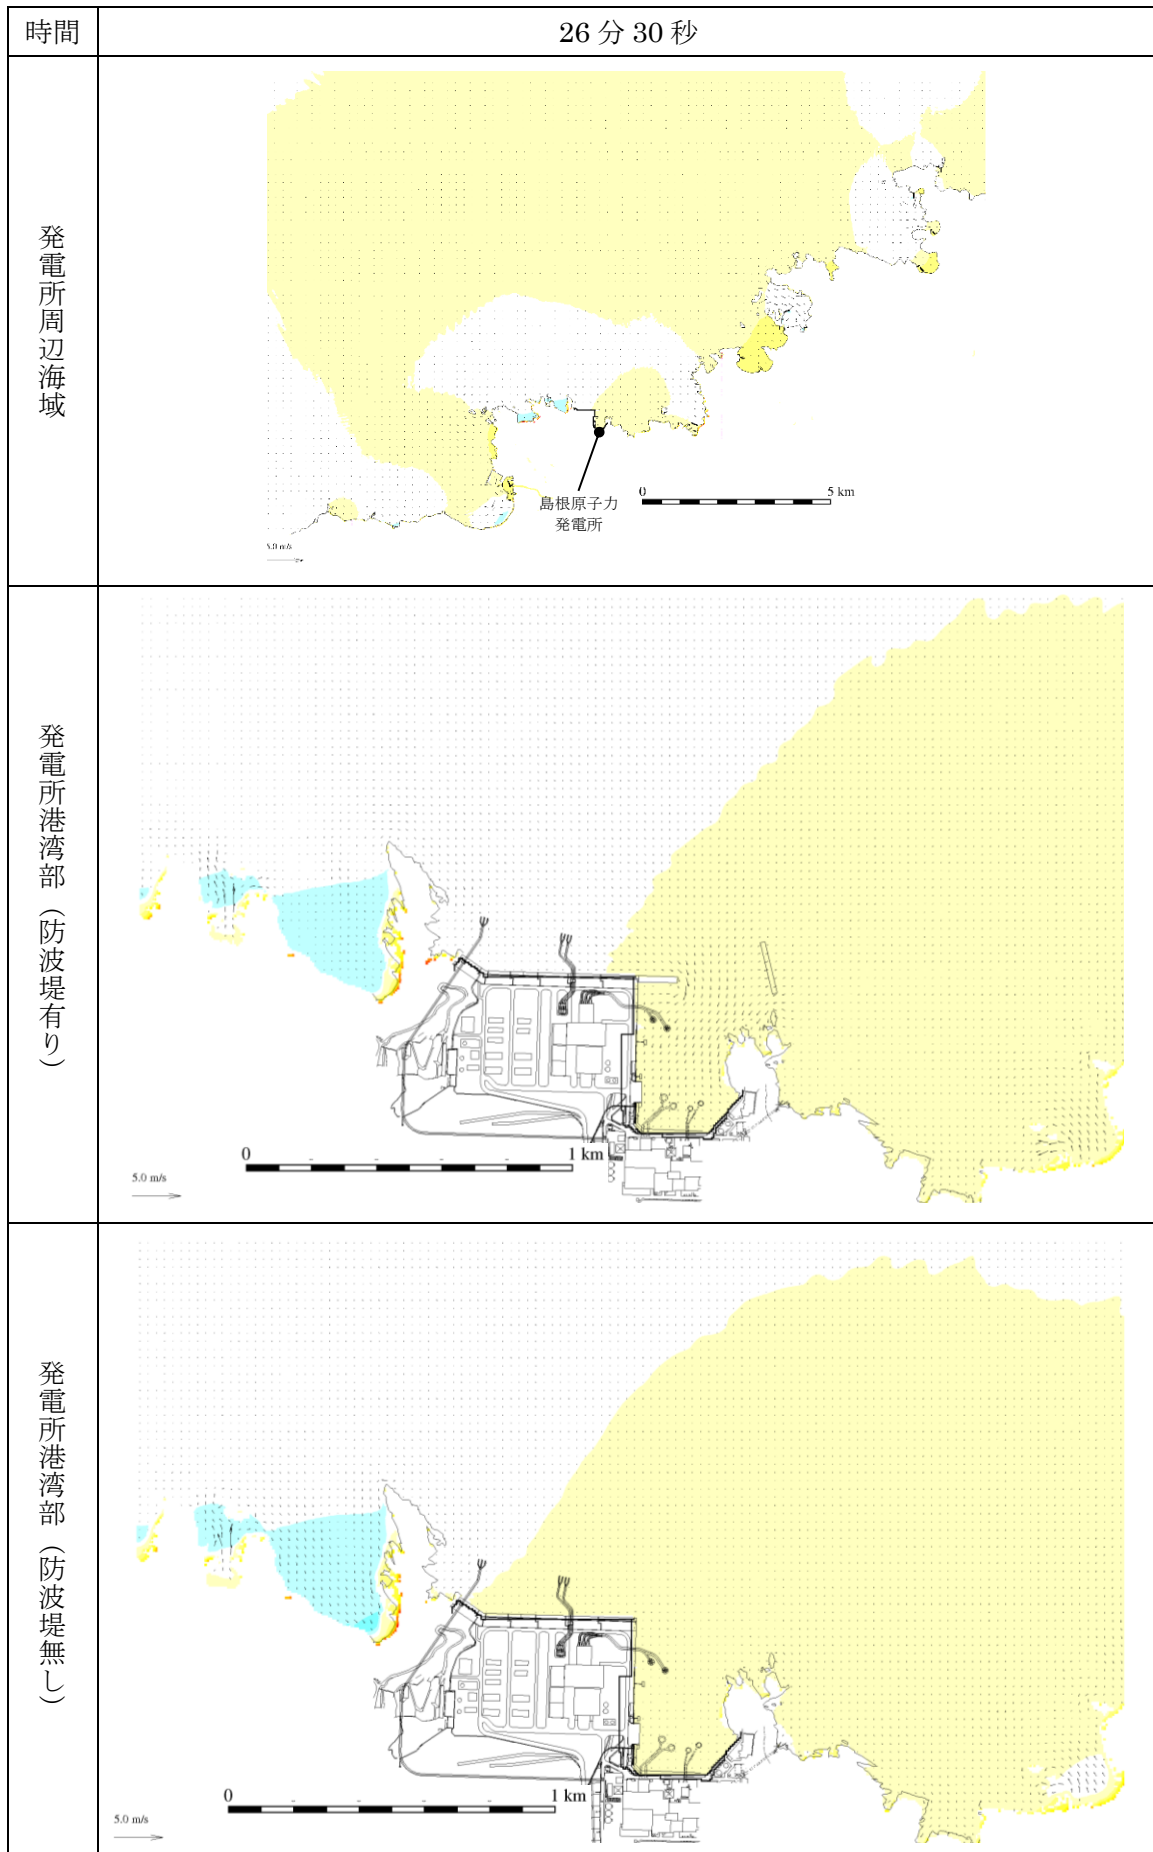 時間
26分30秒
発電所周辺海域
島根原子力
発電所
0 5 km
5.0 m/s
発電所港湾部（防波堤有り）
0 1 km
5.0 m/s
発電所港湾部（防波堤無し）
0 1 km
5.0 m/s